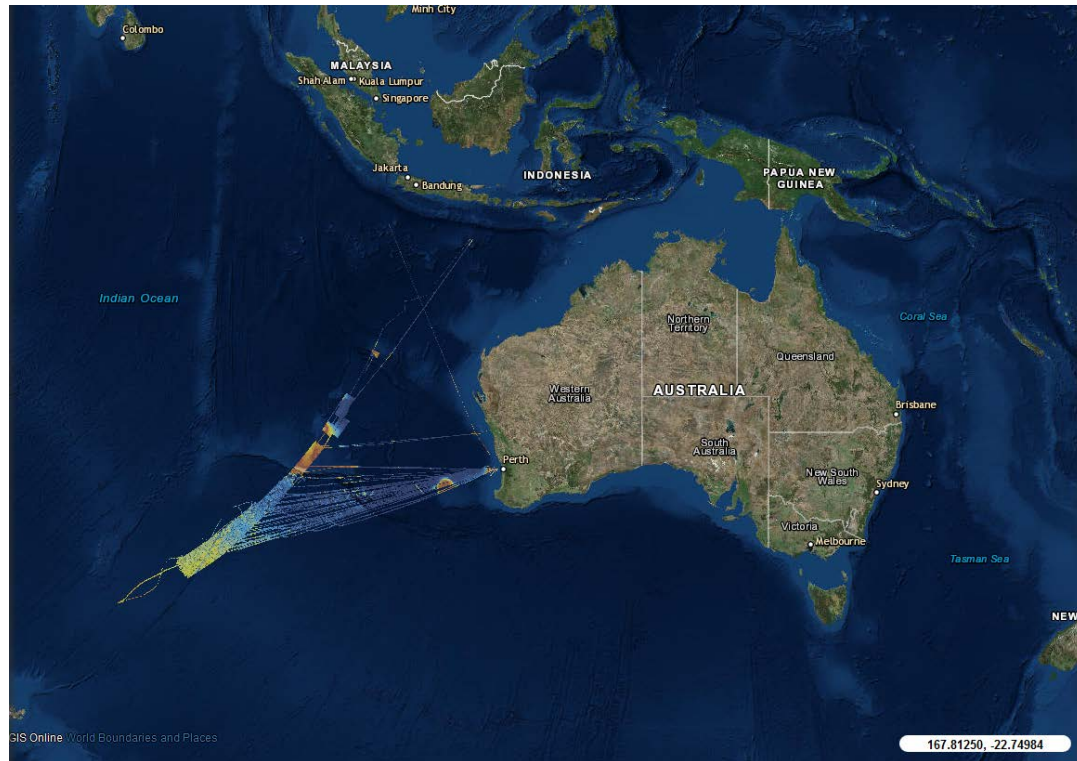 Minh City
Colombo
MALAYSIA
Shah Alam
Kuala Lumpur
Singapore
Jakarta
Bandung
INDONESIA
PAPUA NEW
GUINEA
Indian Ocean
Coral Sea
Northern
Territory
Queensland
Western
Australia
AUSTRALIA
Brisbane
South
Australia
Perth
New South
Wales
Sydney
Victoria
Melbourne
Tasman Sea
NEW
GIS Online World Boundaries and Places
167.81250, -22.74984